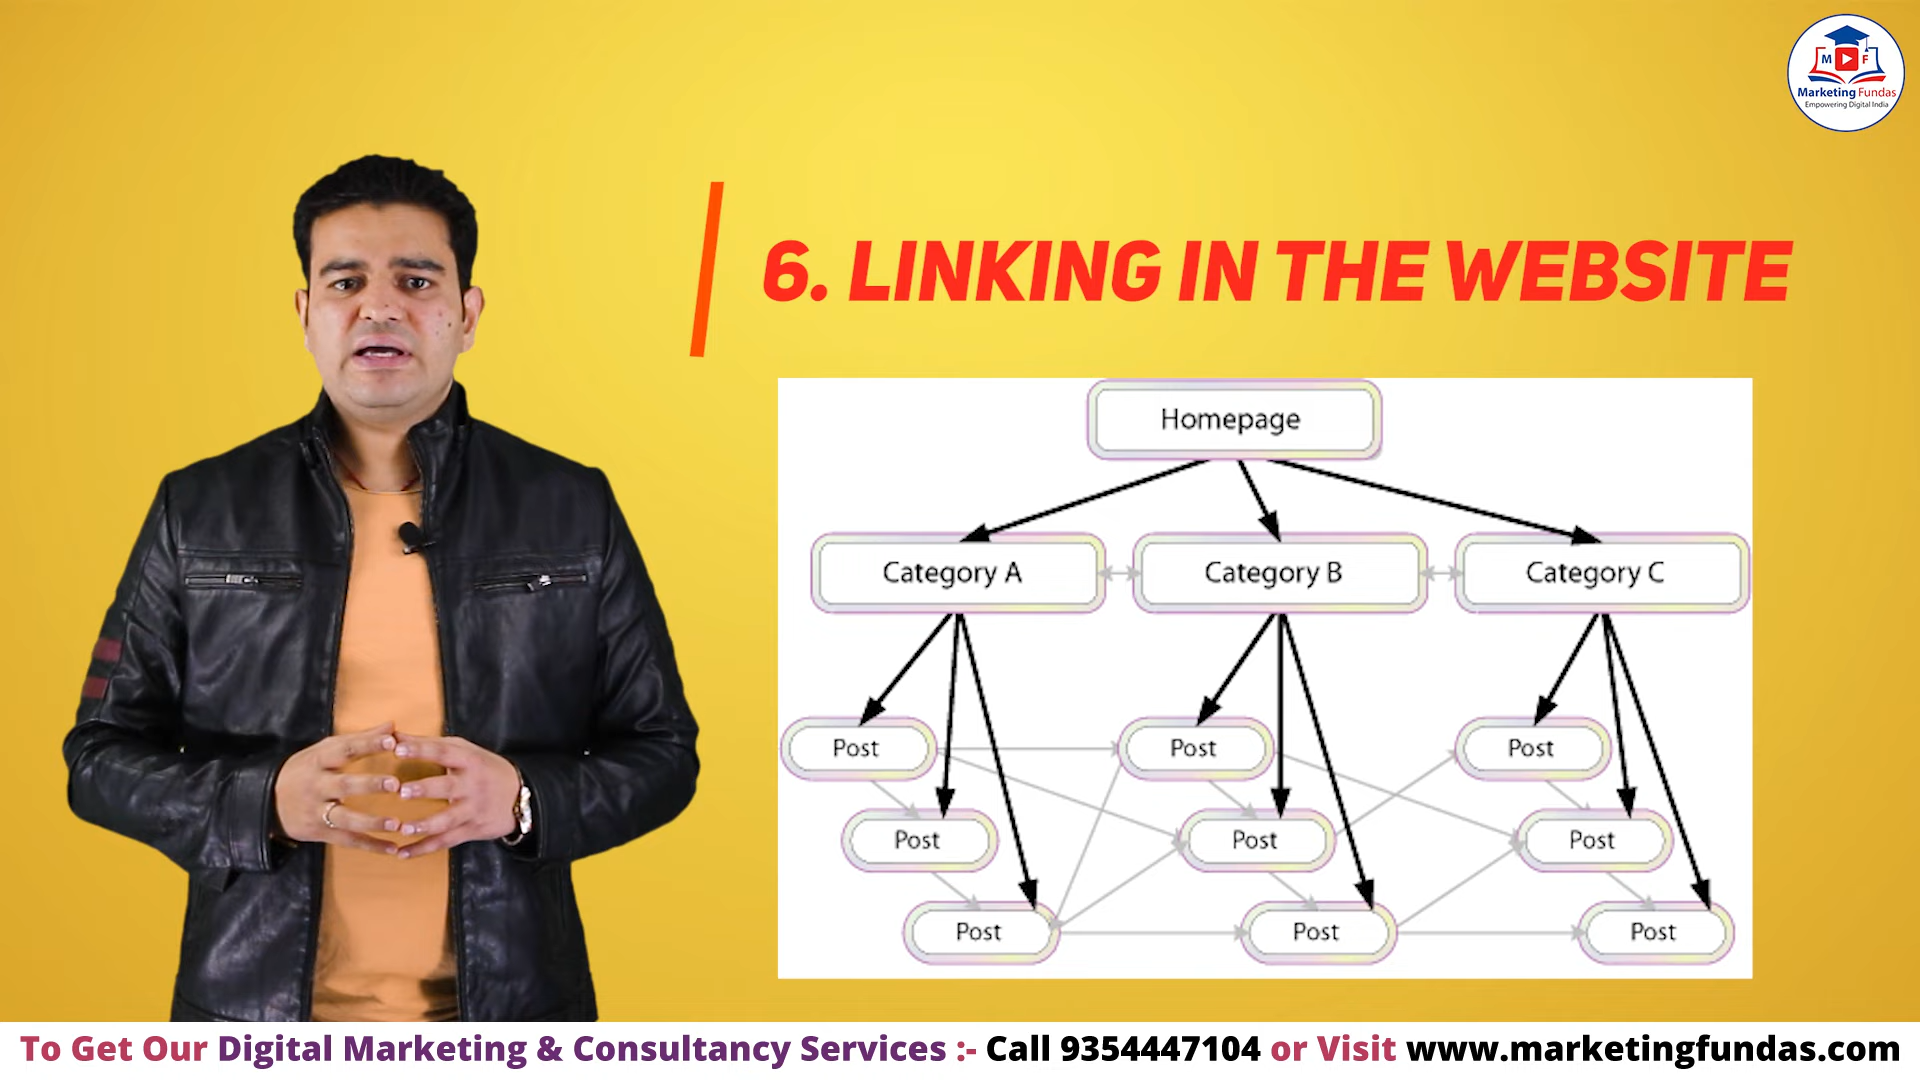 M F
Marketing Fundas
Empowering Digital India
6. LINKING IN THE WEBSITE
Homepage
Category A
Category B
Category C
Post
Post
Post
Post
Post
Post
Post
Post
Post
To Get Our Digital Marketing & Consultancy Services :- Call 9354447104 or Visit www.marketingfundas.com